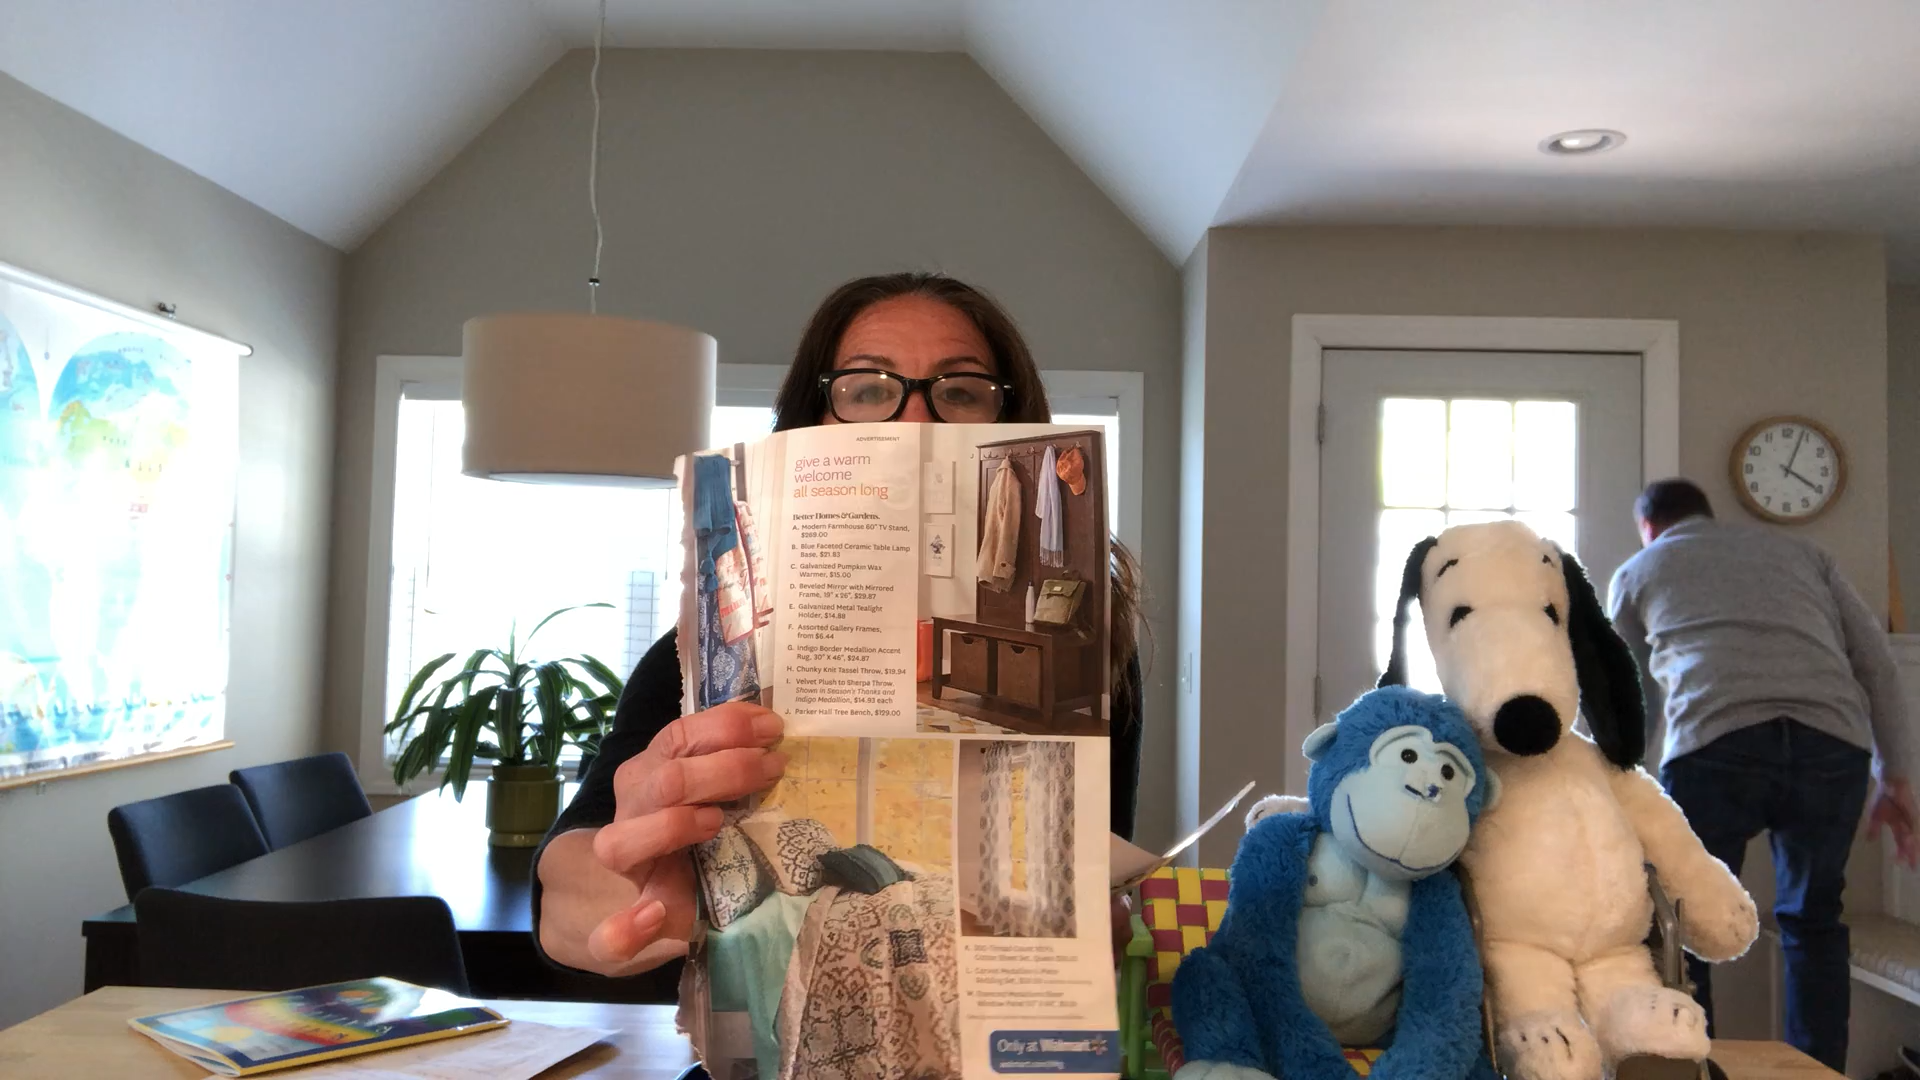 ADVERTISEMENT
give a warm
welcome
all season long
Better Homes & Gardens.
A. Modern Farmhouse 60" TV Stand,
$269.00
B. Blue Faceted Ceramic Table Lamp
Base, $21.83
C. Galvanized Pumpkin Wax
Warmer, $15.00
D. Beveled Mirror with Mirrored
Frame, 19" x 26", $29.87
E. Galvanized Metal Tealight
Holder, $14.88
F. Assorted Gallery Frames,
from $6.44
G. Indigo Border Medallion Accent
Rug, 30" X 46", $24.87
H. Chunky Knit Tassel Throw, $19.94
I. Velvet Plush to Sherpa Throw.
Shown in Season's Thanks and
Indigo Medallion, $14.93 each
J. Parker Hall Tree Bench, $129.00
Only at Walmart